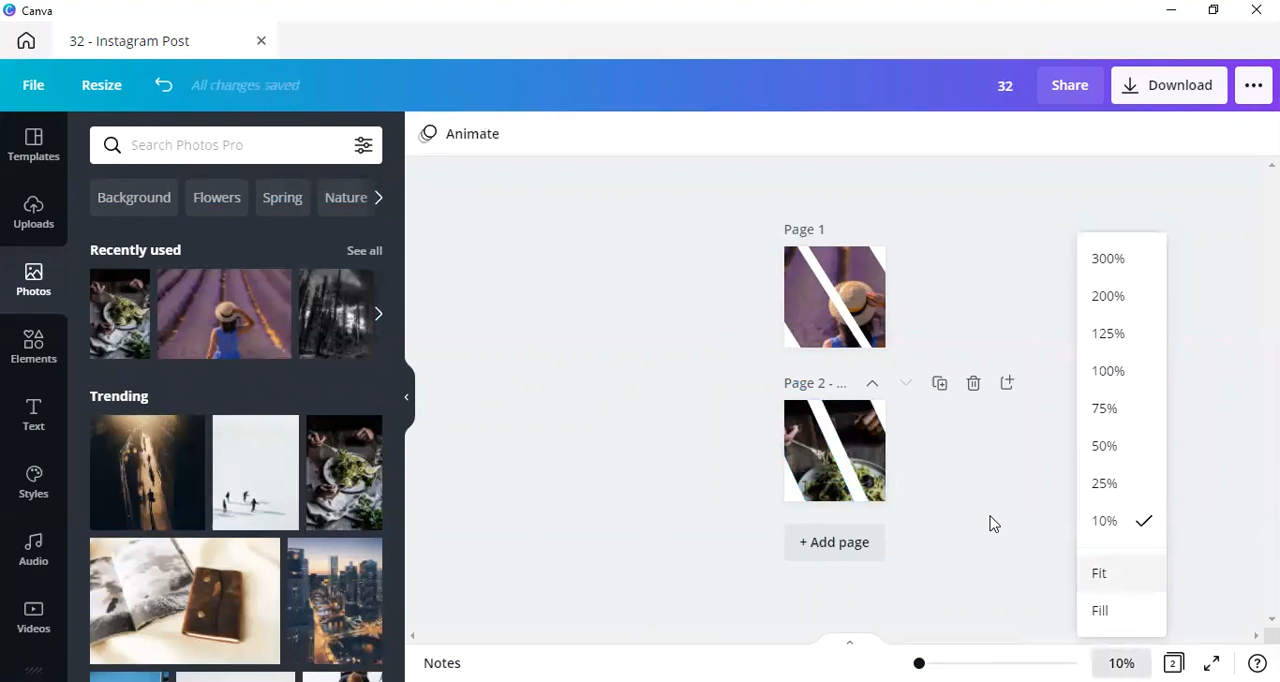 Canva
32 - Instagram Post
File
Resize
All changes saved
32
Share
Download
Templates
Uploads
Photos
Elements
Text
Styles
Audio
Videos
Search Photos Pro
Background
Flowers
Spring
Nature
Recently used
See all
Trending
Animate
Page 1
Page 2 - ...
+ Add page
300%
200%
125%
100%
75%
50%
25%
10%
Fit
Fill
Notes
10%
2
?